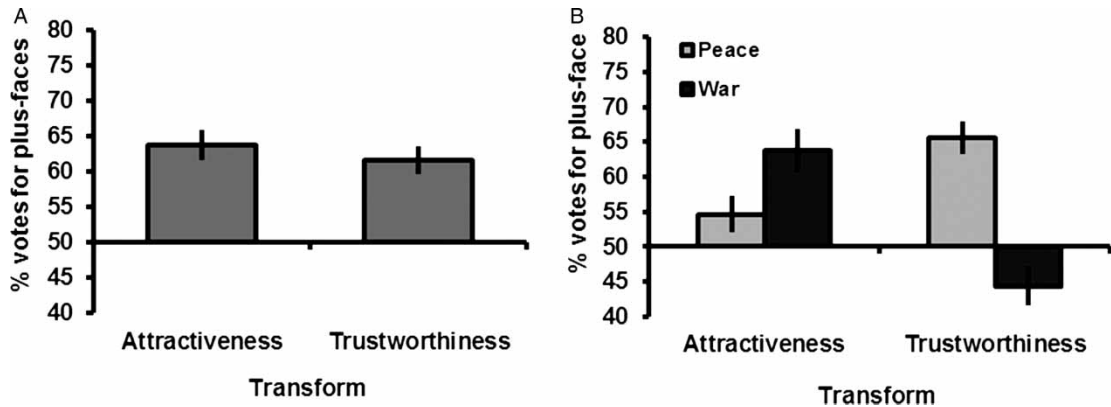 A
% votes for plus-faces
80
75
70
65
60
55
50
45
40
Attractiveness Trustworthiness
Transform
B
% votes for plus-face
80
75
70
65
60
55
50
45
40
Peace
War
Attractiveness Trustworthiness
Transform